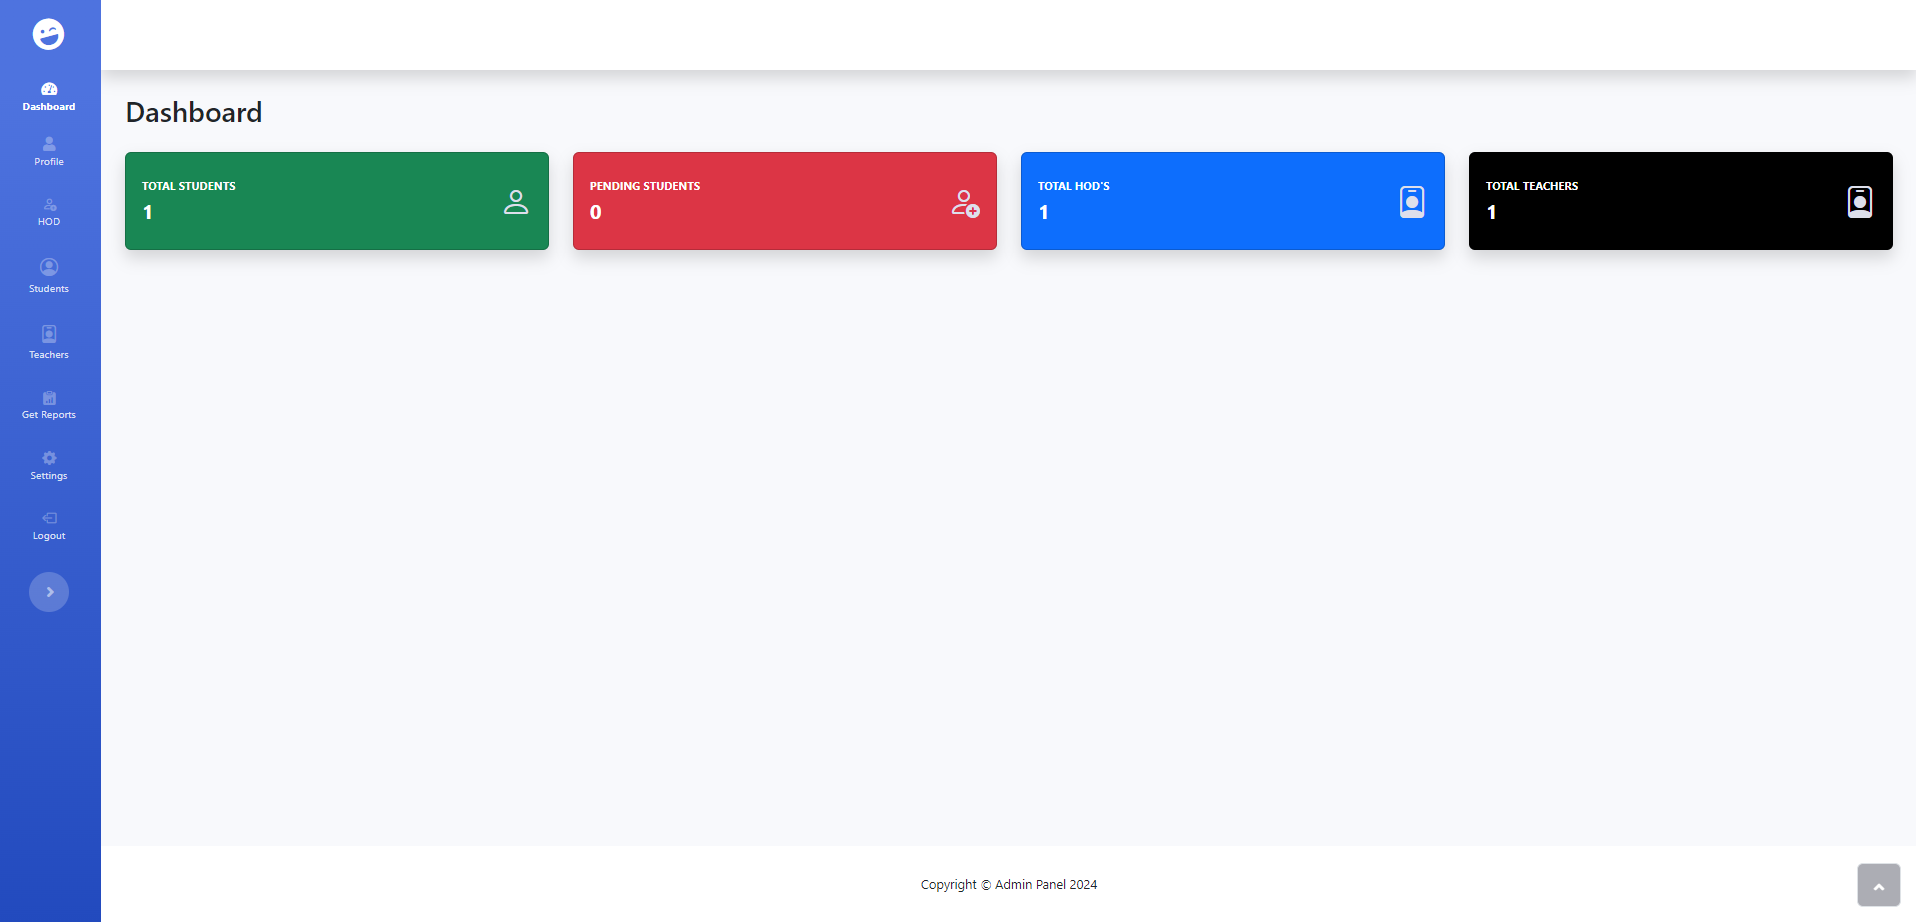 Dashboard
Profile
HOD
Students
Teachers
Get Reports
Settings
Logout
Dashboard
TOTAL STUDENTS
1
PENDING STUDENTS
0
TOTAL HOD'S
1
TOTAL TEACHERS
1
Copyright © Admin Panel 2024